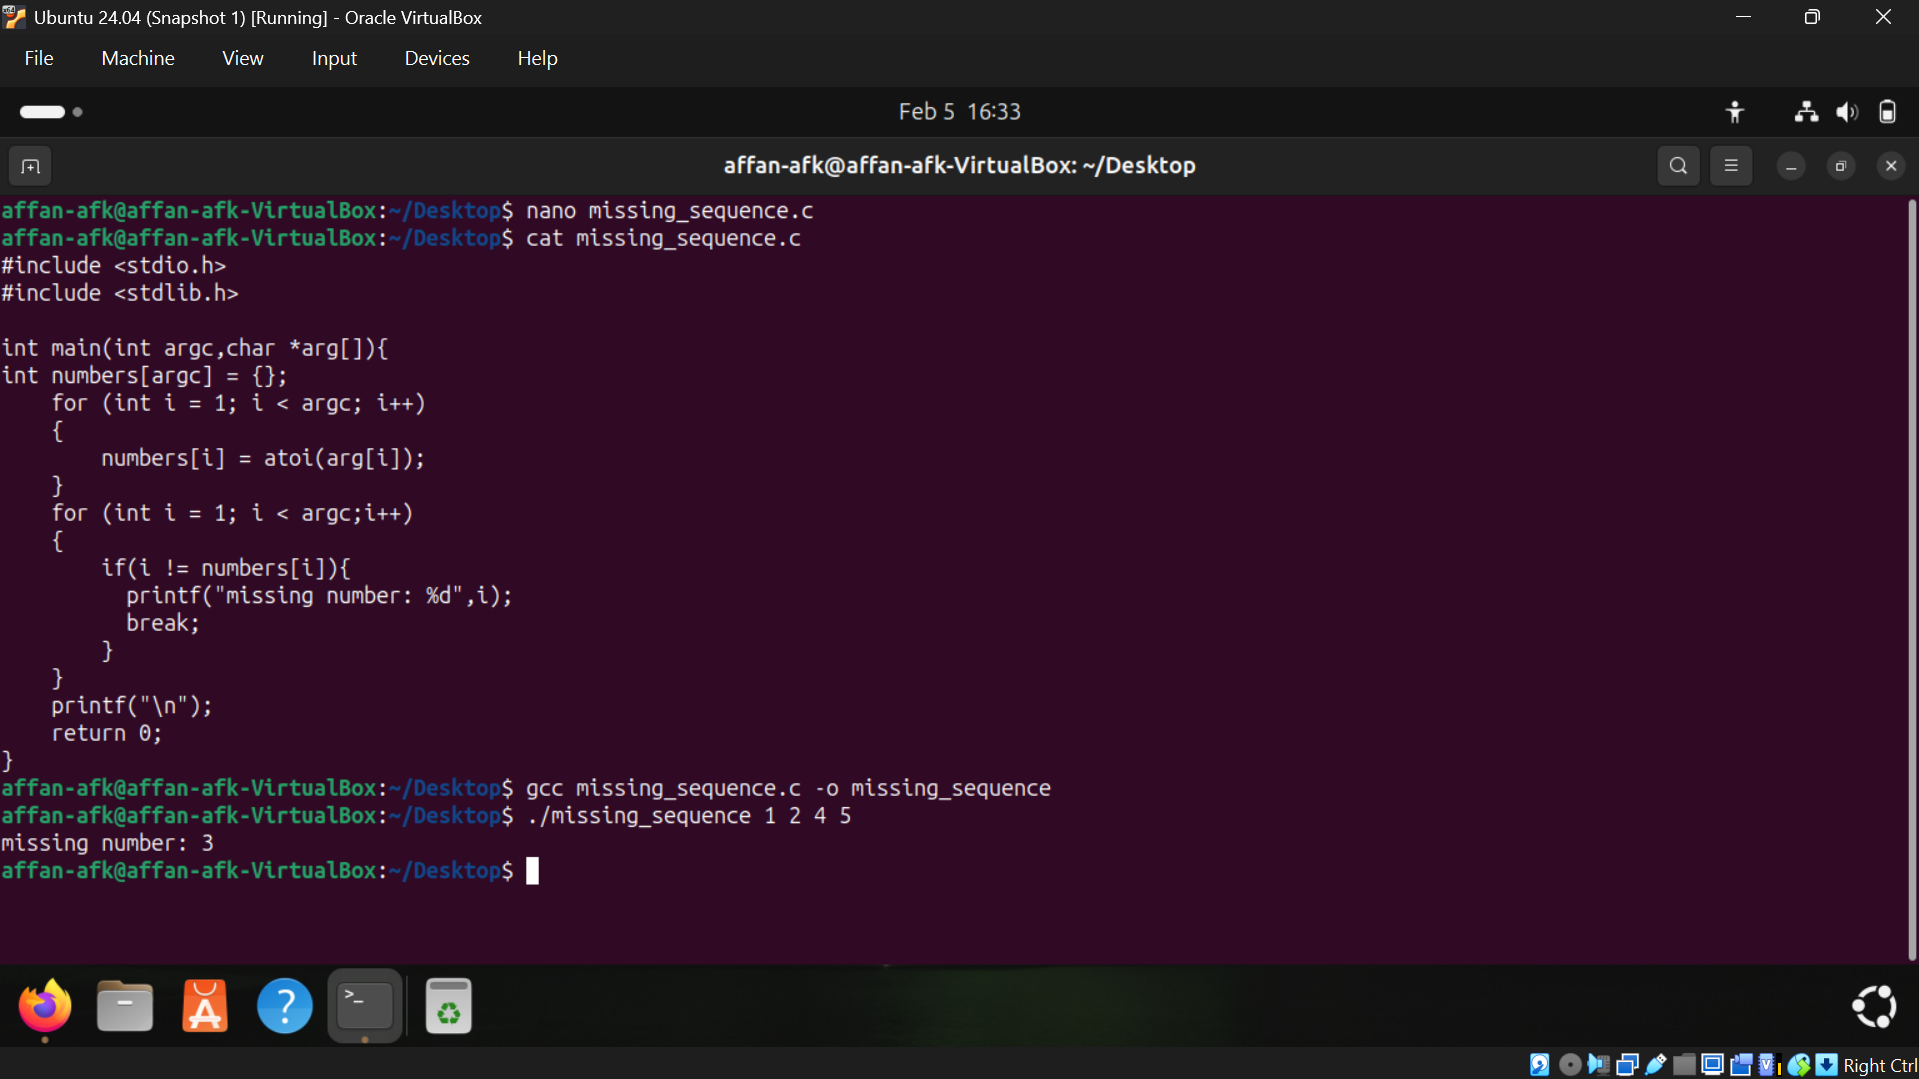 Ubuntu 24.04 (Snapshot 1) [Running] - Oracle VirtualBox
File Machine View Input Devices Help
Feb 5 16:33
affan-afk@affan-afk-VirtualBox: ~/Desktop
affan-afk@affan-afk-VirtualBox:~/Desktop$ nano missing_sequence.c
affan-afk@affan-afk-VirtualBox:~/Desktop$ cat missing_sequence.c
#include <stdio.h>
#include <stdlib.h>

int main(int argc,char *arg[]){
int numbers[argc] = {};
    for (int i = 1; i < argc; i++)
    {
        numbers[i] = atoi(arg[i]);
    }
    for (int i = 1; i < argc;i++)
    {
        if(i != numbers[i]){
          printf("missing number: %d",i);
          break;
        }
    }
    printf("\n");
    return 0;
}
affan-afk@affan-afk-VirtualBox:~/Desktop$ gcc missing_sequence.c -o missing_sequence
affan-afk@affan-afk-VirtualBox:~/Desktop$ ./missing_sequence 1 2 4 5
missing number: 3
affan-afk@affan-afk-VirtualBox:~/Desktop$
Right Ctrl